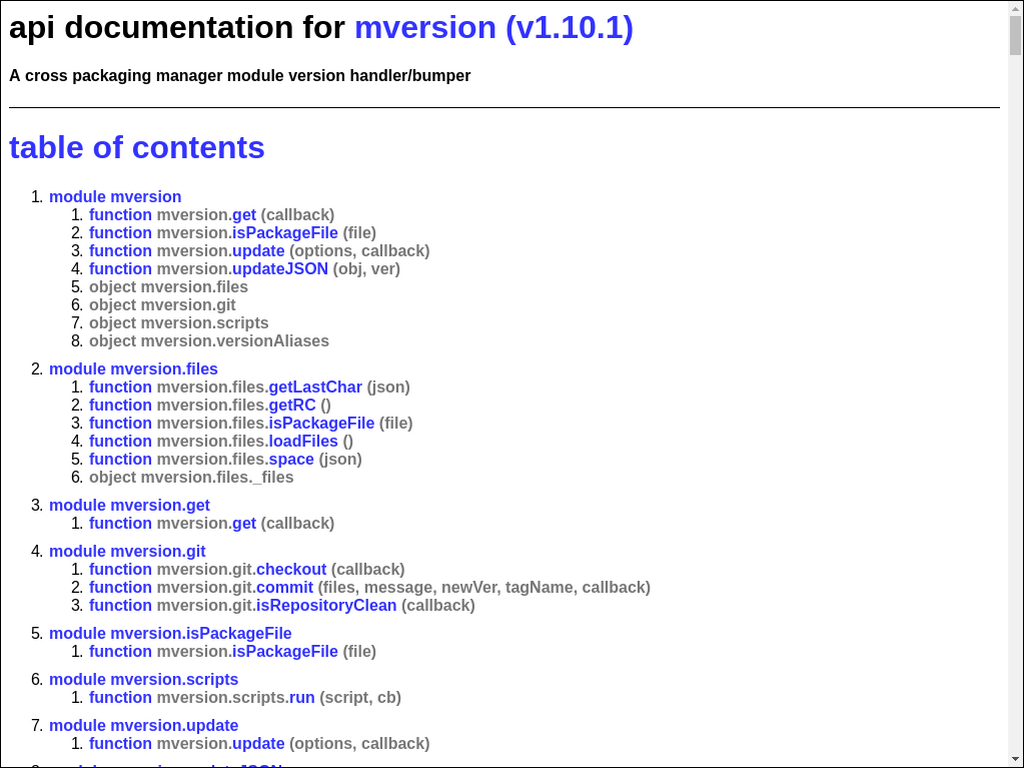 api documentation for mversion (v1.10.1)
A cross packaging manager module version handler/bumper
table of contents
1. module mversion
1. function mversion.get (callback)
2. function mversion.isPackageFile (file)
3. function mversion.update (options, callback)
4. function mversion.updateJSON (obj, ver)
5. object mversion.files
6. object mversion.git
7. object mversion.scripts
8. object mversion.versionAliases
2. module mversion.files
1. function mversion.files.getLastChar (json)
2. function mversion.files.getRC ()
3. function mversion.files.isPackageFile (file)
4. function mversion.files.loadFiles ()
5. function mversion.files.space (json)
6. object mversion.files._files
3. module mversion.get
1. function mversion.get (callback)
4. module mversion.git
1. function mversion.git.checkout (callback)
2. function mversion.git.commit (files, message, newVer, tagName, callback)
3. function mversion.git.isRepositoryClean (callback)
5. module mversion.isPackageFile
1. function mversion.isPackageFile (file)
6. module mversion.scripts
1. function mversion.scripts.run (script, cb)
7. module mversion.update
1. function mversion.update (options, callback)